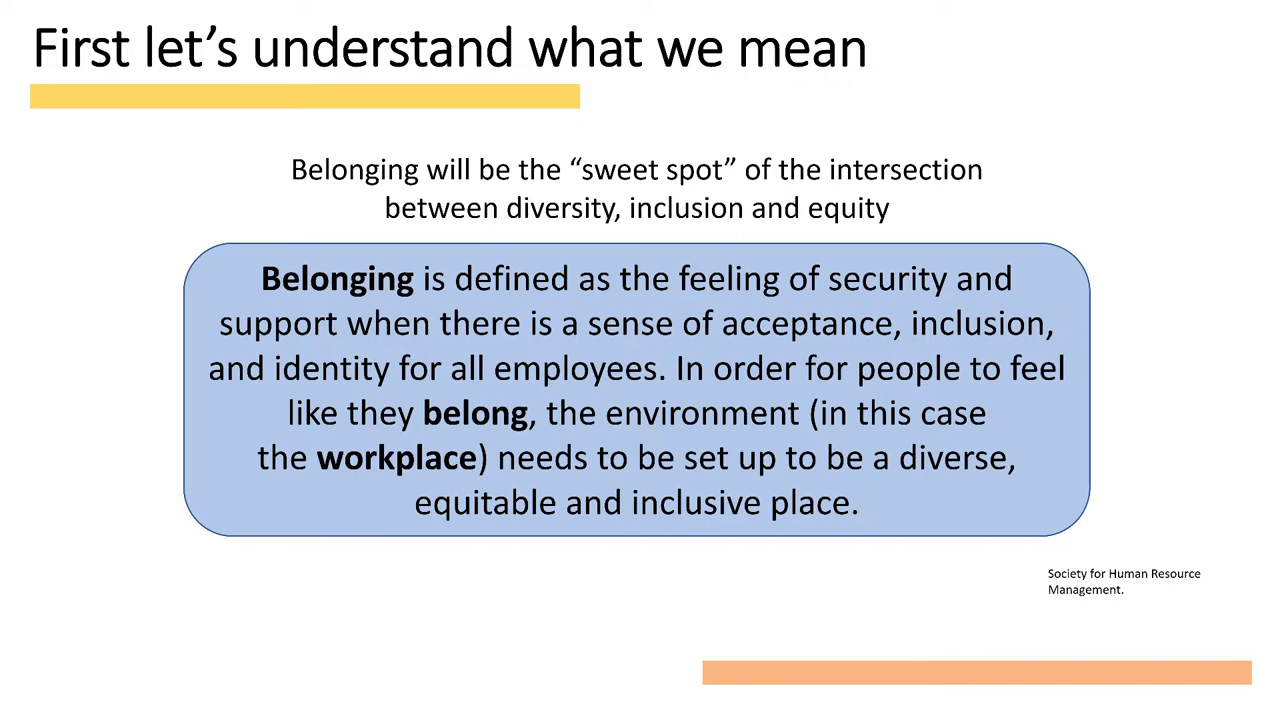 First let’s understand what we mean
Belonging will be the “sweet spot” of the intersection
between diversity, inclusion and equity
Belonging is defined as the feeling of security and
support when there is a sense of acceptance, inclusion,
and identity for all employees. In order for people to feel
like they belong, the environment (in this case
the workplace) needs to be set up to be a diverse,
equitable and inclusive place.
Society for Human Resource
Management.